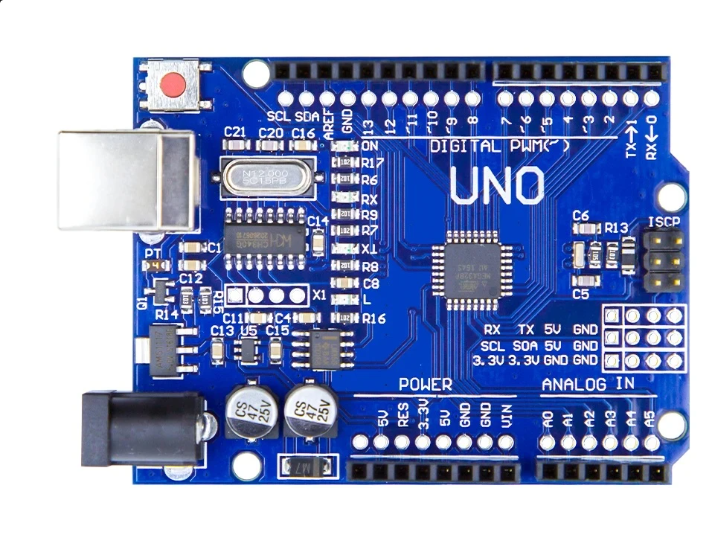 SCL SDA AREF GND 13 12 ~11 ~10 ~9 8 7 ~6 ~5 4 ~3 2 TX→1 RX←0
C21 C20 C16
DIGITAL PWM(~)
ON
R17
R6
RX
R9
R7
TX
R8
C8
L
R16
UNO
N12.000
C14
CH340G
C6
R13
ISCP
C5
PT
C1
Q1
C12
R14
R15
X1
C11
C4
C13
U5
C15
RX TX 5V GND
SCL SOA 5V GND
3.3V 3.3V GND GND
CS
47
25V
CS
47
25V
M7
POWER
5V RES 3.3V 5V GND GND VIN
ANALOG IN
A0 A1 A2 A3 A4 A5